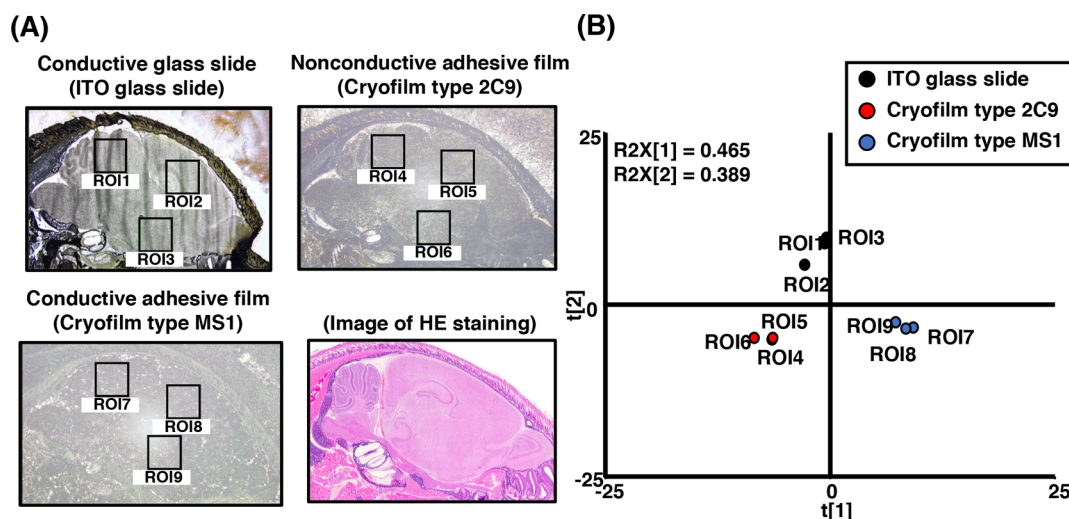 (A)
Conductive glass slide
(ITO glass slide)
ROI1
ROI2
ROI3
Nonconductive adhesive film
(Cryofilm type 2C9)
ROI4
ROI5
ROI6
Conductive adhesive film
(Cryofilm type MS1)
ROI7
ROI8
ROI9
(Image of HE staining)
(B)
ITO glass slide
Cryofilm type 2C9
Cryofilm type MS1
25
R2X[1] = 0.465
R2X[2] = 0.389
ROI1
ROI3
ROI2
t[2]
-0
ROI5
ROI6
ROI4
ROI9
ROI7
ROI8
-25
-25
0
25
t[1]